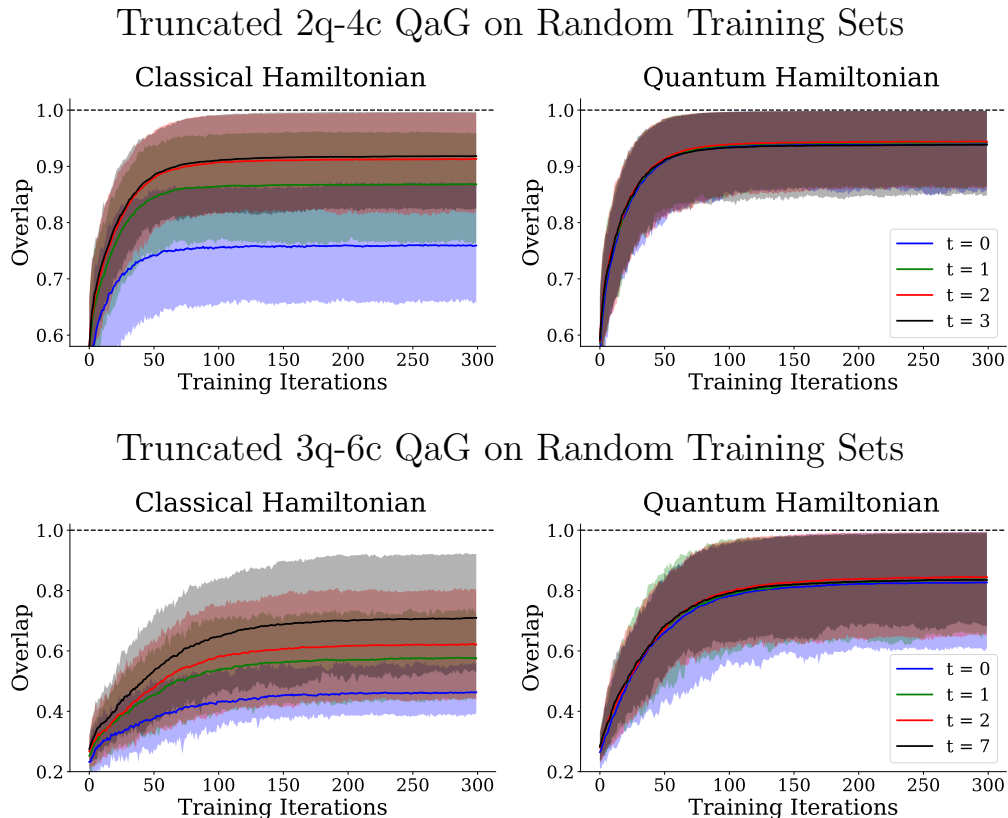 Truncated 2q-4c QaG on Random Training Sets
Classical Hamiltonian
Quantum Hamiltonian
1.0
0.9
0.8
0.7
0.6
Overlap
0 50 100 150 200 250 300
Training Iterations
1.0
0.9
0.8
0.7
0.6
Overlap
t = 0
t = 1
t = 2
t = 3
0 50 100 150 200 250 300
Training Iterations
Truncated 3q-6c QaG on Random Training Sets
Classical Hamiltonian
Quantum Hamiltonian
1.0
0.8
0.6
0.4
0.2
Overlap
0 50 100 150 200 250 300
Training Iterations
1.0
0.8
0.6
0.4
0.2
Overlap
t = 0
t = 1
t = 2
t = 7
0 50 100 150 200 250 300
Training Iterations